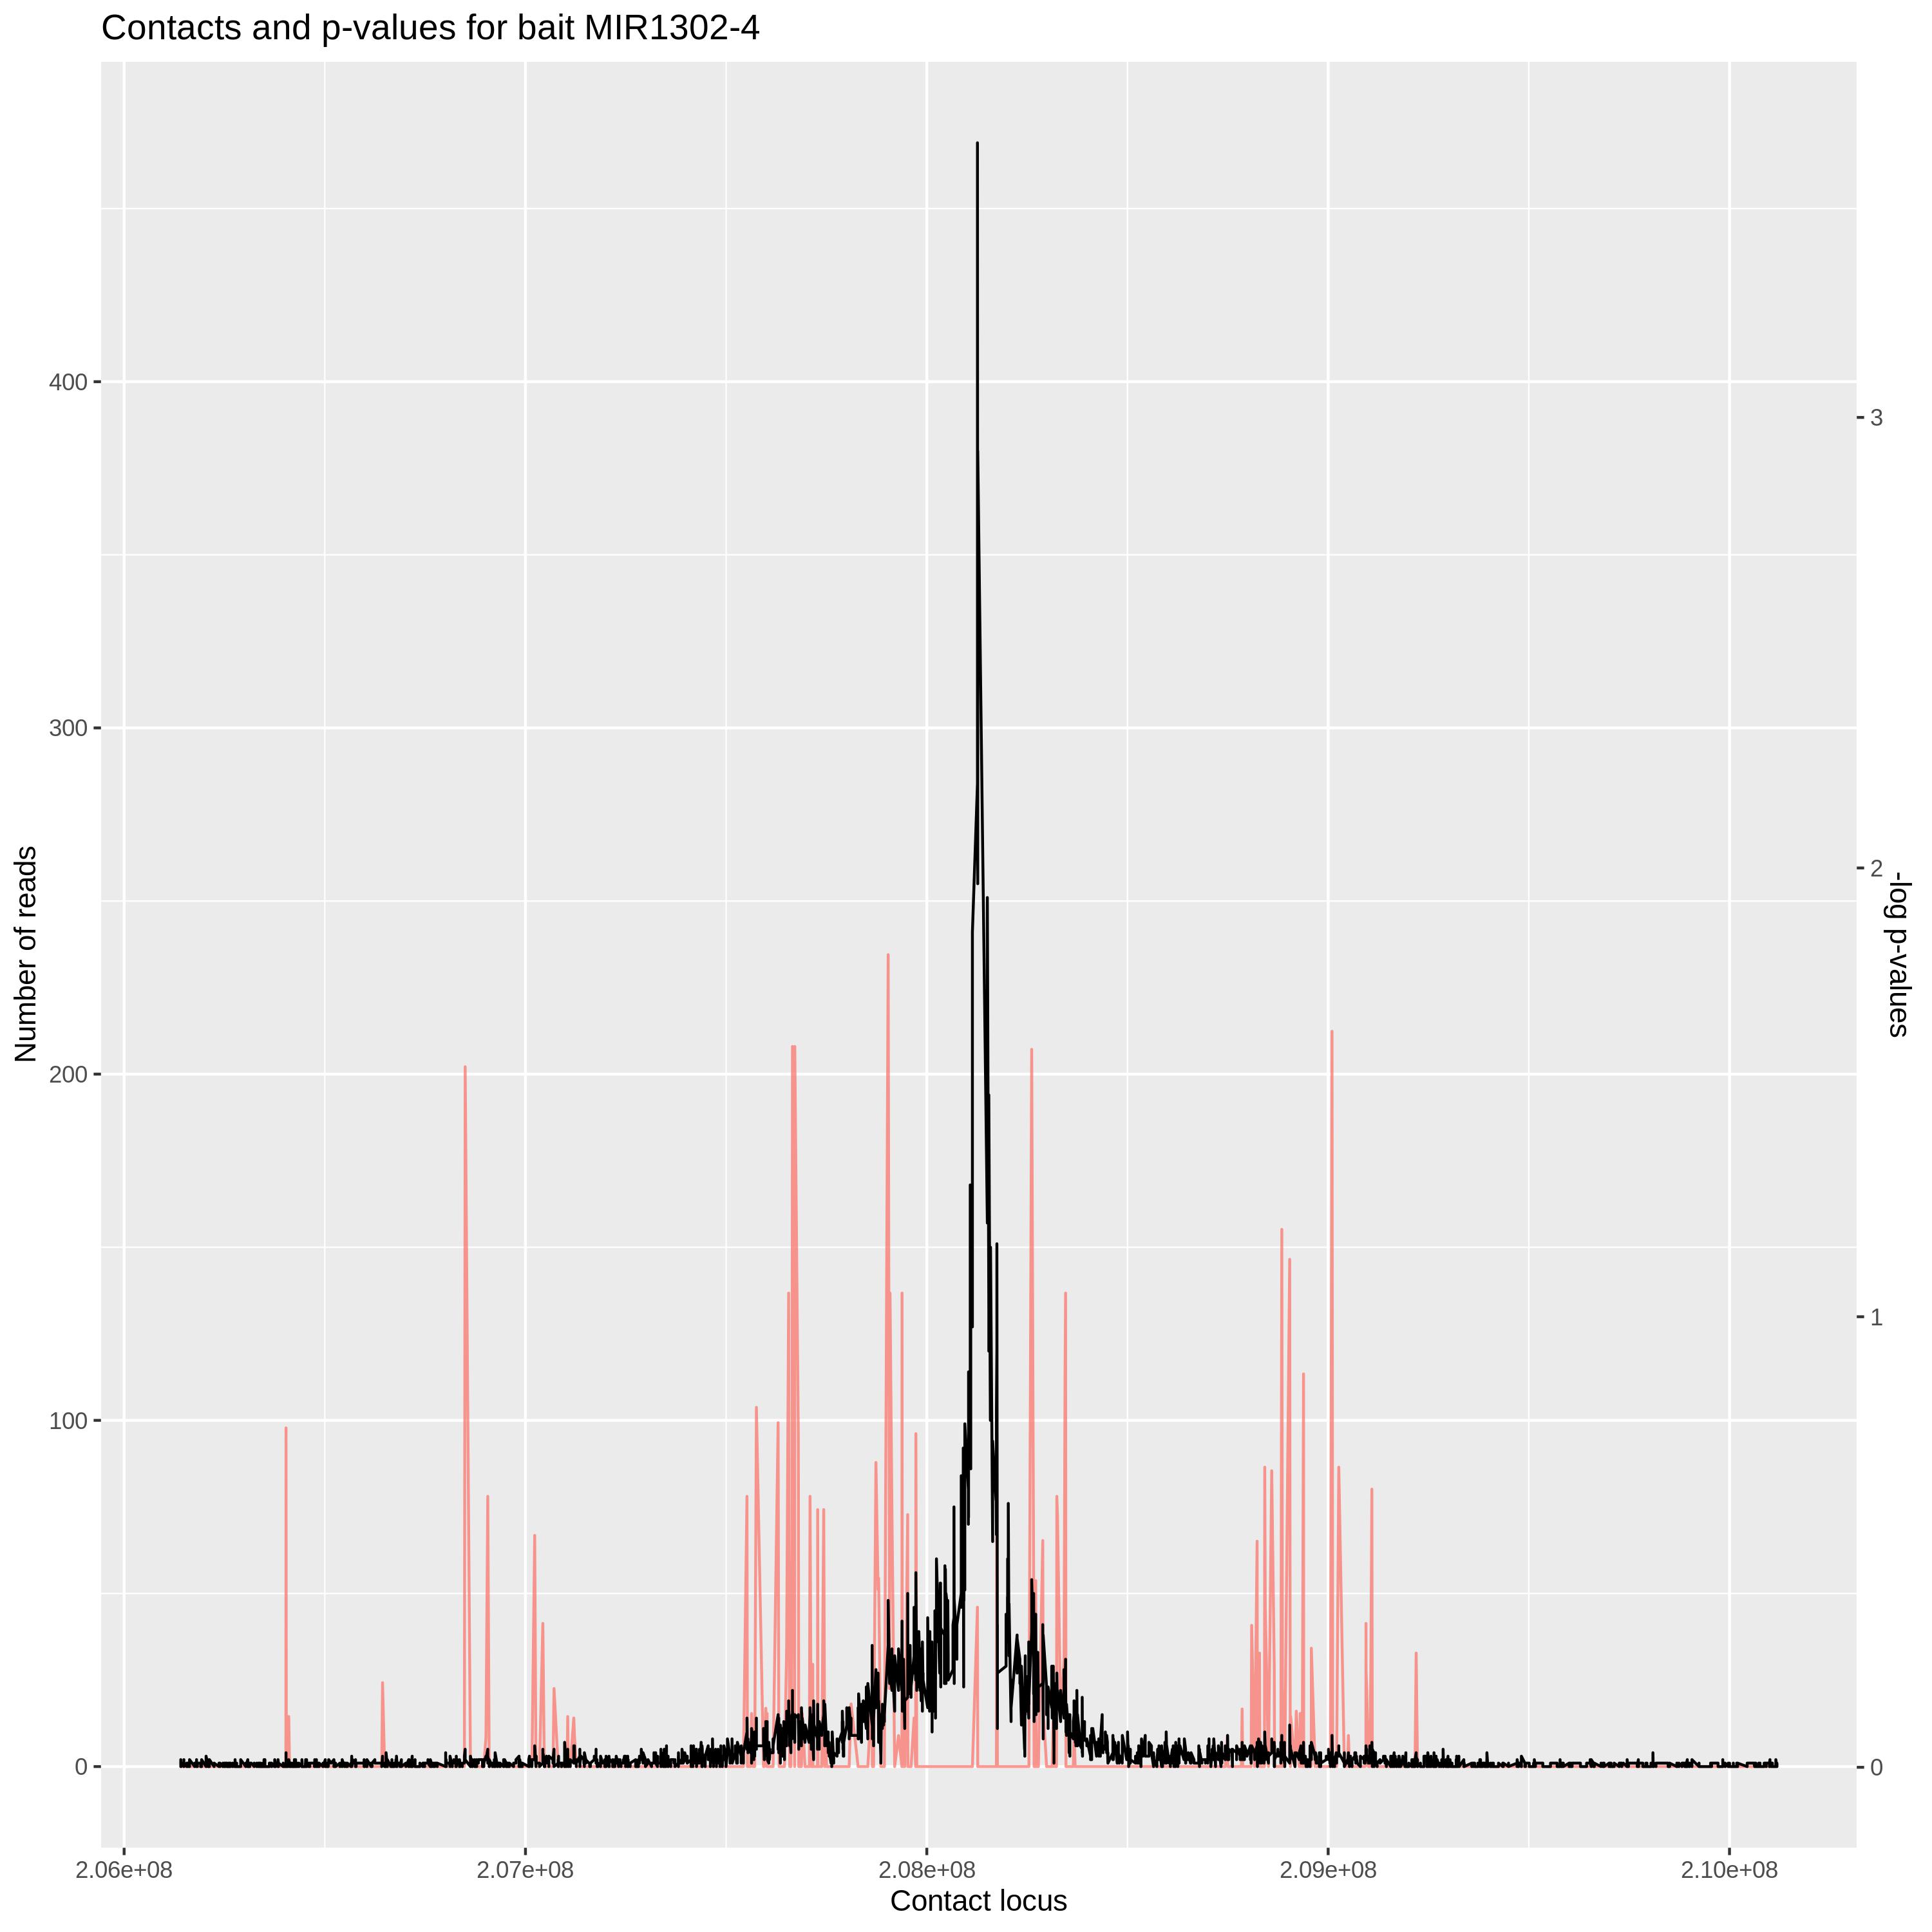 Contacts and p-values for bait MIR1302-4
Number of reads
400
300
200
100
0
3
2
1
0
-log p-values
2.06e+08
2.07e+08
2.08e+08
2.09e+08
2.10e+08
Contact locus